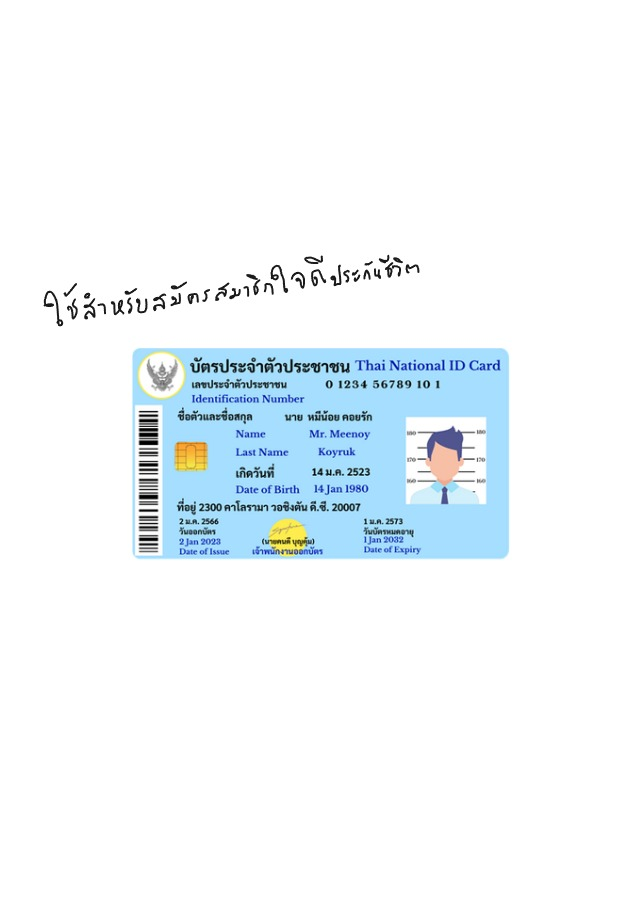 ใช้สำหรับสมัครสมาชิกใจดีประกันชีวิต
บัตรประจำตัวประชาชน Thai National ID Card
เลขประจำตัวประชาชน 0 1234 56789 10 1
Identification Number
ชื่อตัวและชื่อสกุล นาย หมีน้อย คอยรัก
Name Mr. Meenoy
Last Name Koyruk
เกิดวันที่ 14 ม.ค. 2523
Date of Birth 14 Jan 1980
ที่อยู่ 2300 คาโลรามา วอชิงตัน ดี.ซี. 20007
2 ม.ค. 2566
วันออกบัตร
2 Jan 2023
Date of Issue
(นายคนดี บุญคุ้ม)
เจ้าพนักงานออกบัตร
1 ม.ค. 2573
วันบัตรหมดอายุ
1 Jan 2032
Date of Expiry
180 180
170 170
160 160